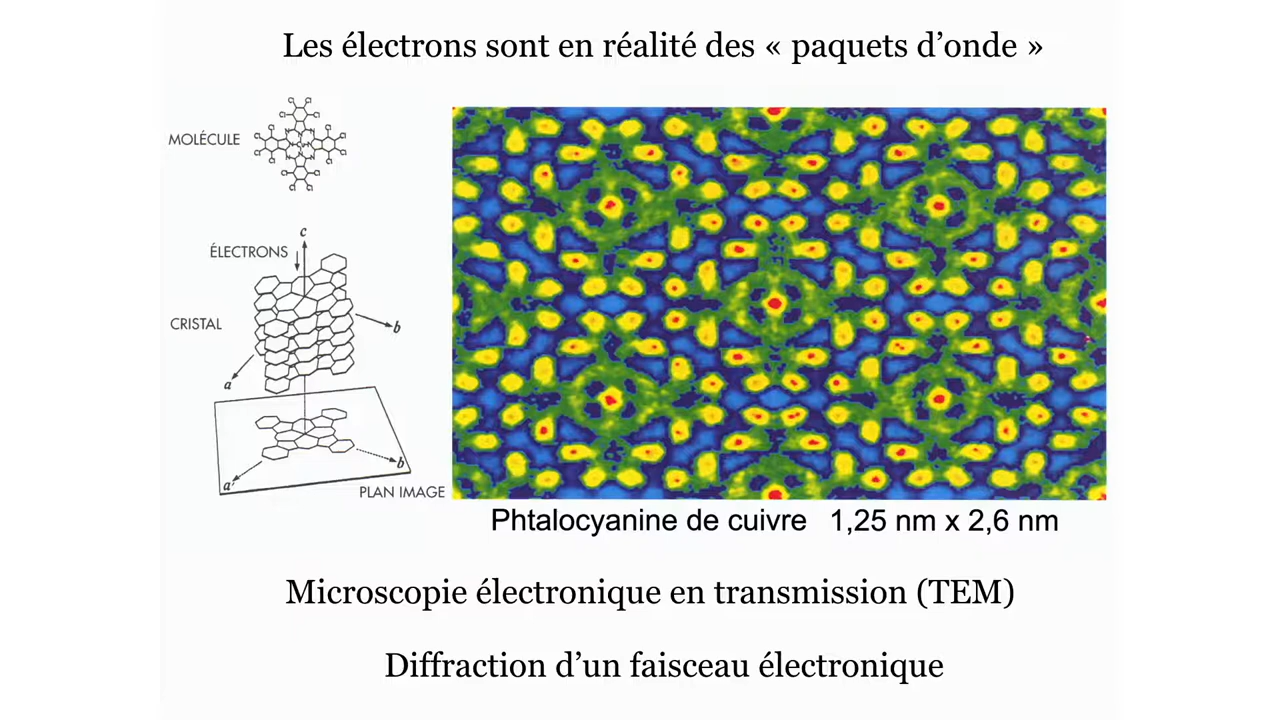 Les électrons sont en réalité des « paquets d’onde »
MOLÉCULE
c
ÉLECTRONS
CRISTAL
b
a
b
a'
PLAN IMAGE
Phtalocyanine de cuivre 1,25 nm x 2,6 nm
Microscopie électronique en transmission (TEM)
Diffraction d’un faisceau électronique